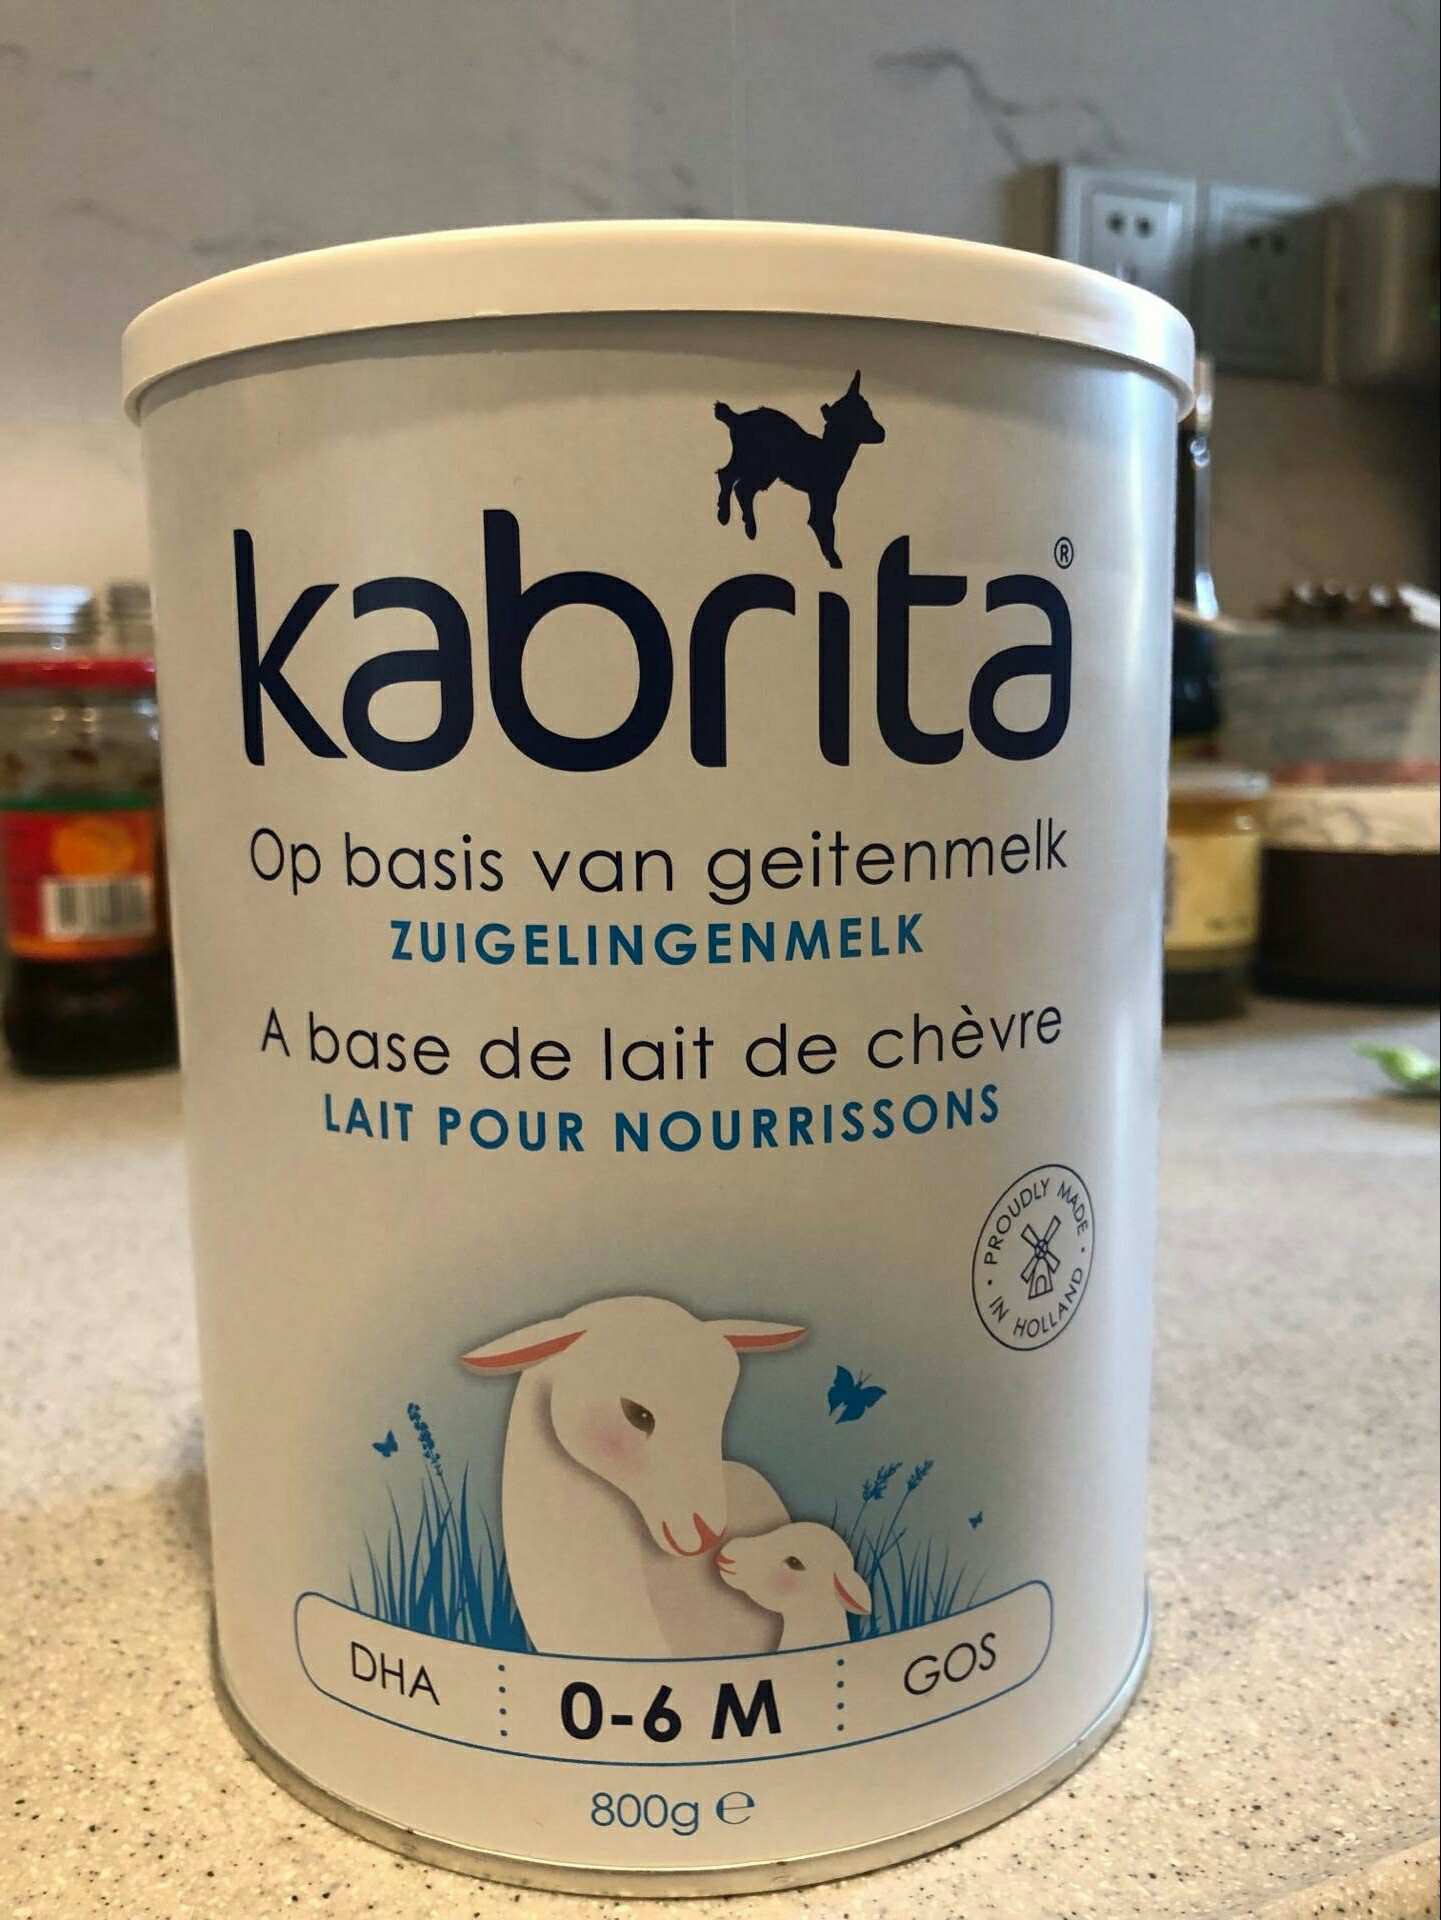 kabrita®
Op basis van geitenmelk
ZUIGELINGENMELK
A base de lait de chèvre
LAIT POUR NOURRISSONS
PROUDLY MADE
IN HOLLAND
DHA
0-6 M
GOS
800g ℮